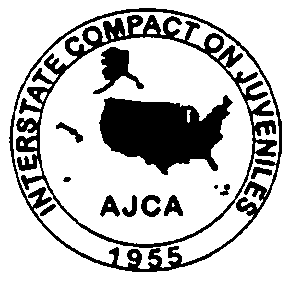 INTERSTATE COMPACT ON JUVENILES
AJCA
1955